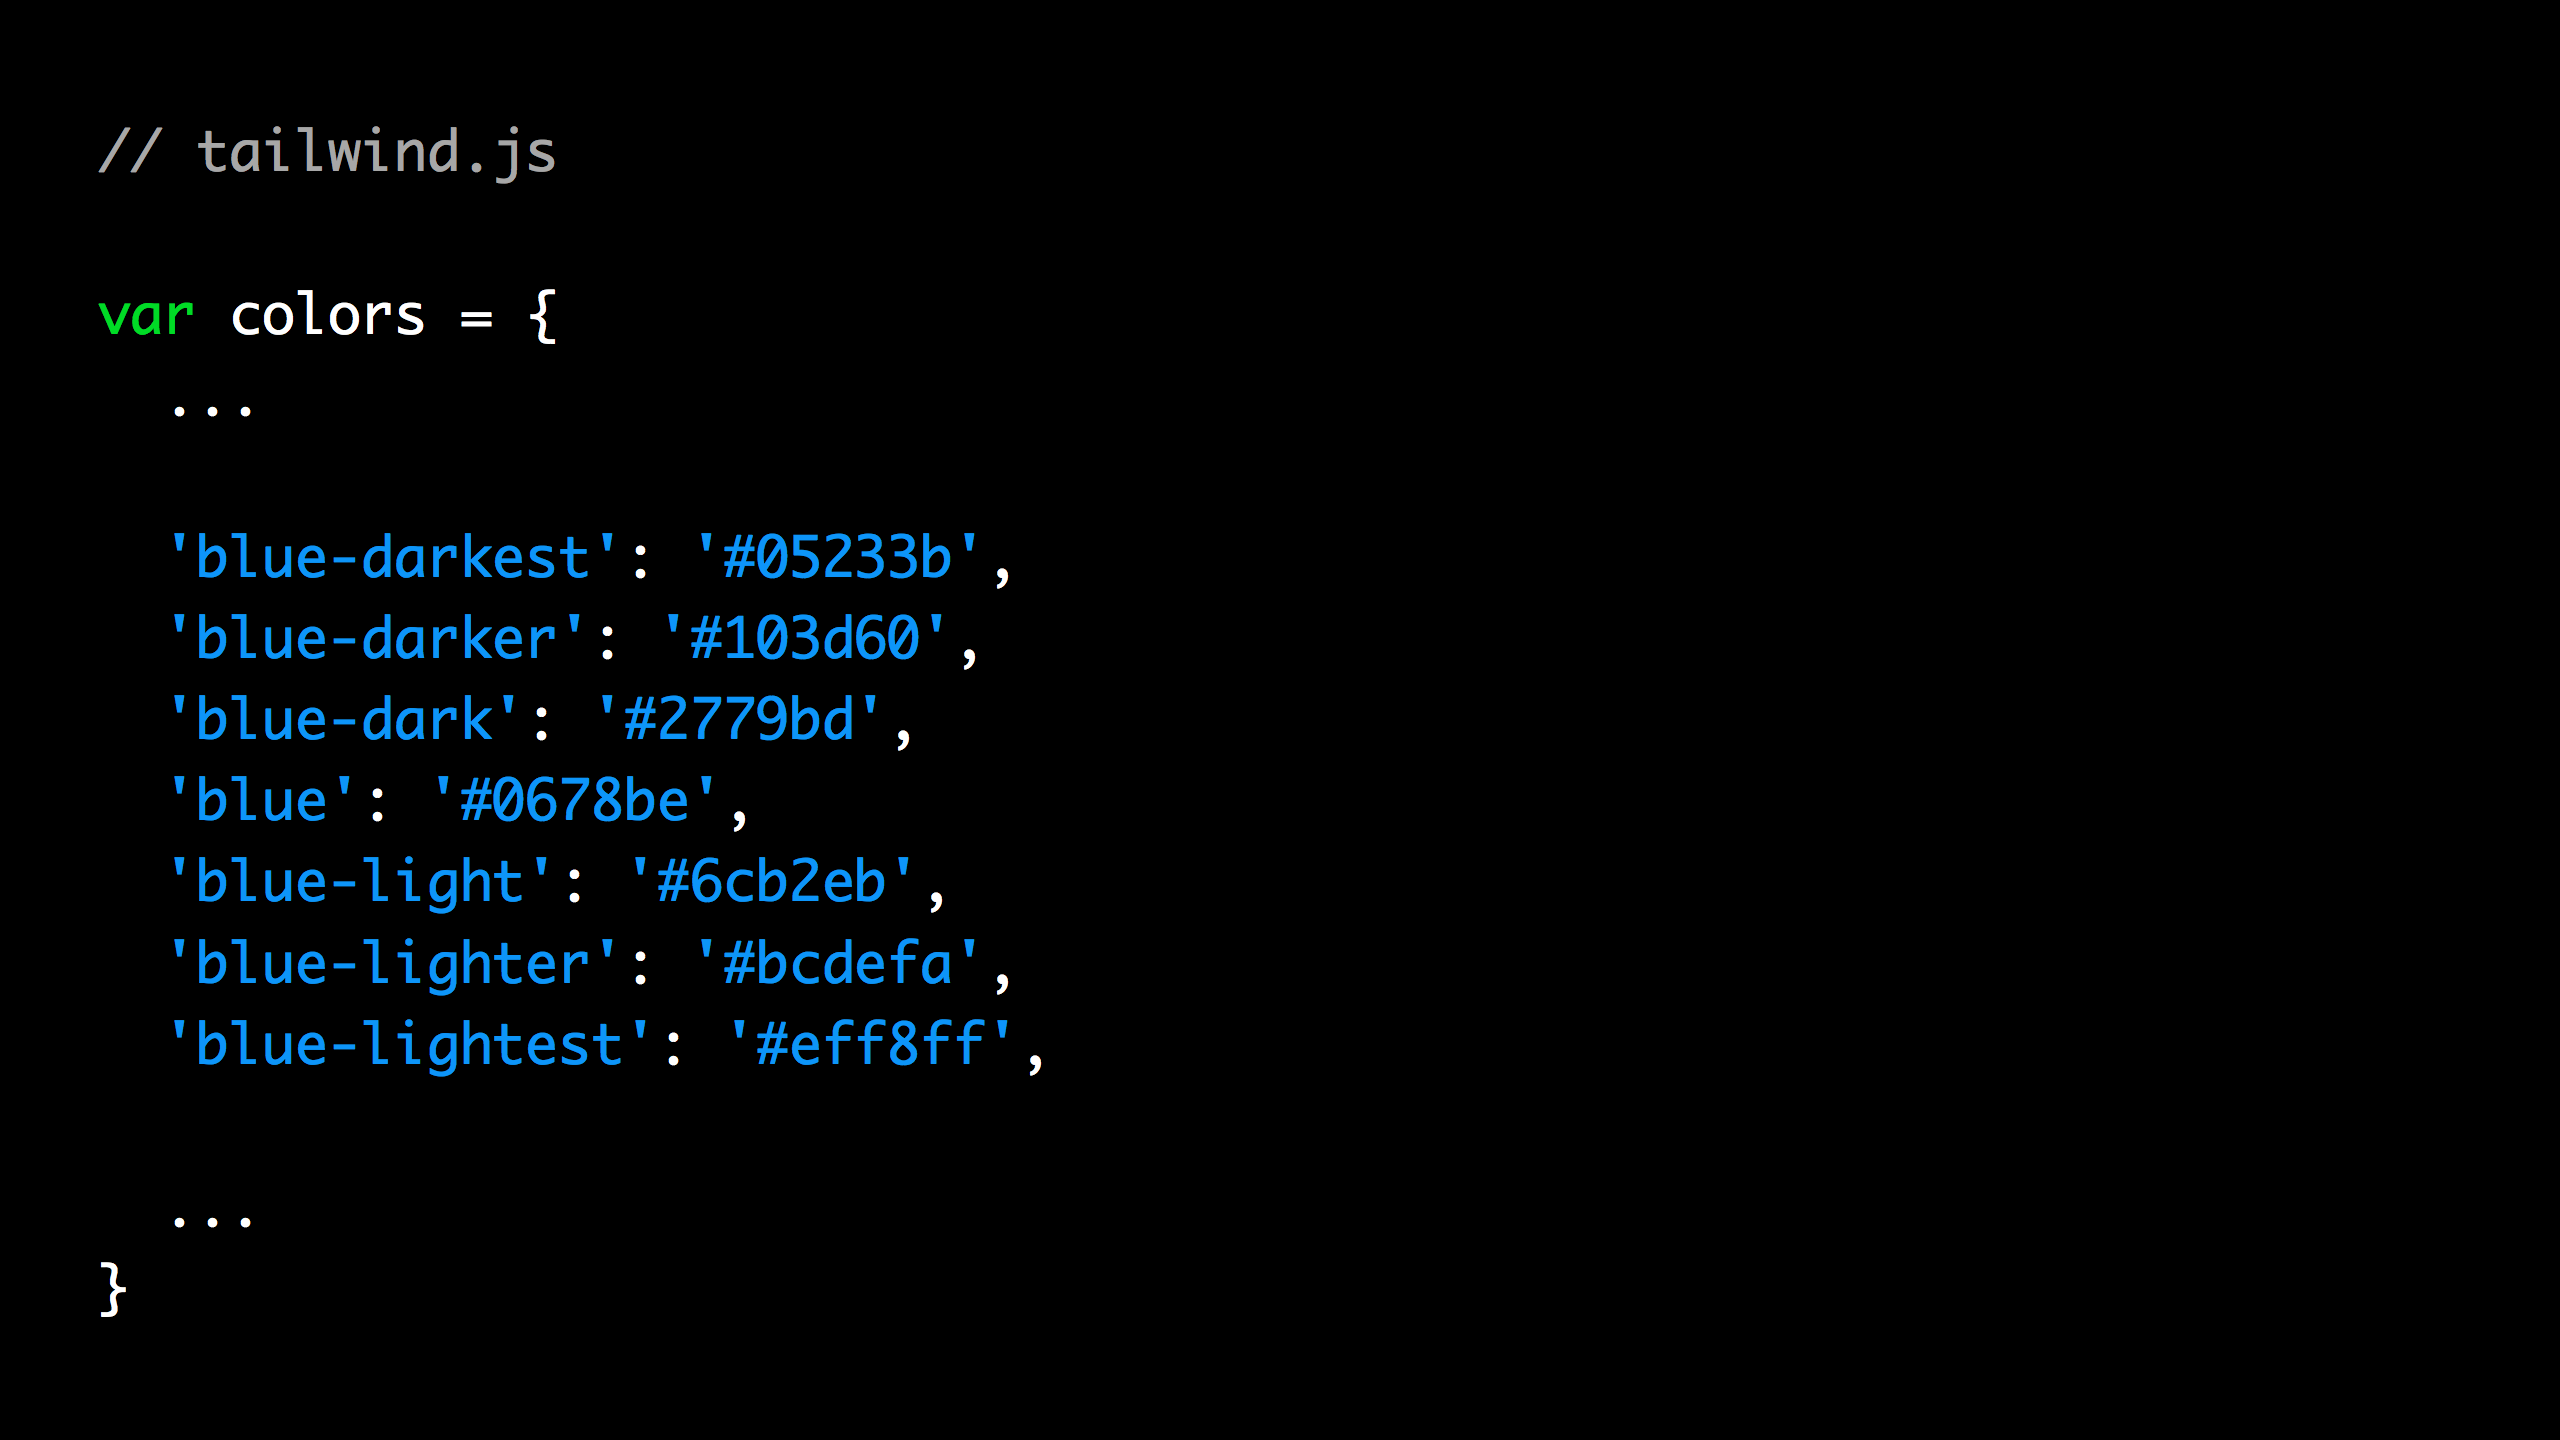 // tailwind.js
var colors = {
...
'blue-darkest': '#05233b',
'blue-darker': '#103d60',
'blue-dark': '#2779bd',
'blue': '#0678be',
'blue-light': '#6cb2eb',
'blue-lighter': '#bcdefa',
'blue-lightest': '#eff8ff',
...
}